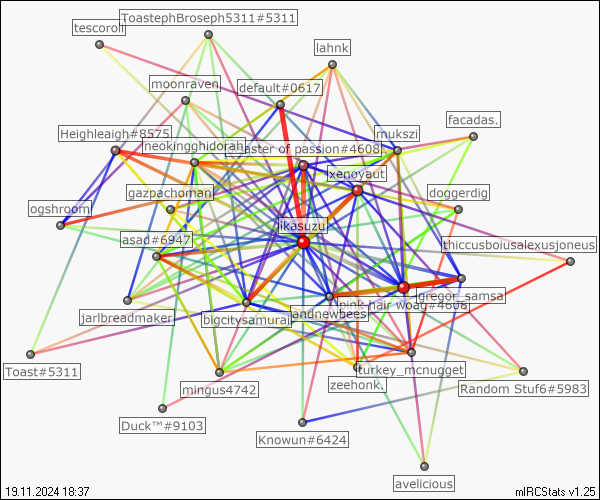 ToastephBroseph5311#5311
tescoroli
lahnk
moonraven
default#0617
facadas.
Heighleaigh#8575
mukszi
neokingghidorah
master of passion#4608
xenoyaut
gazpachoman
doggerdig
ogshroom
ikasuzu
asad#6947
thiccusboiusalexusjoneus
gregor_samsa
pink hair woag#4608
jarlbreadmaker
bigcitysamurai
andnewbees
Toast#5311
turkey_mcnugget
mingus4742
zeehonk.
Random Stuf6#5983
Duck™#9103
Knowun#6424
avelicious
19.11.2024 18:37
mIRCStats v1.25